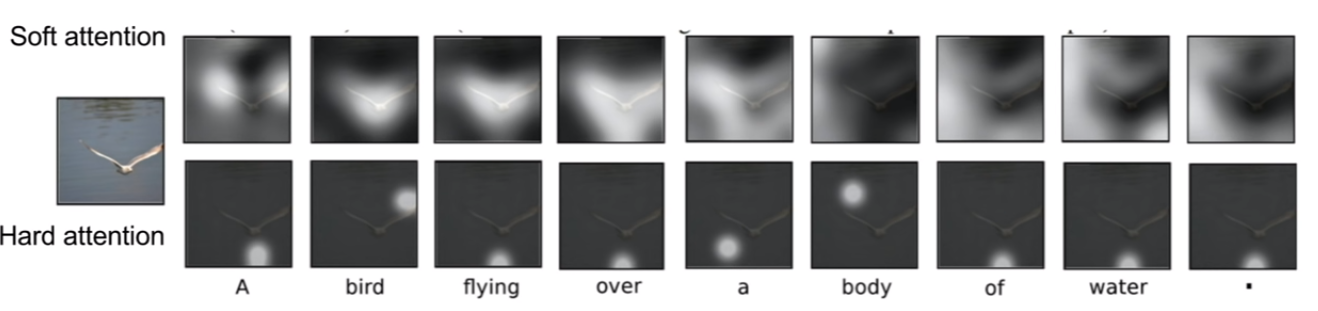 Soft attention
Hard attention
A bird flying over a body of water .